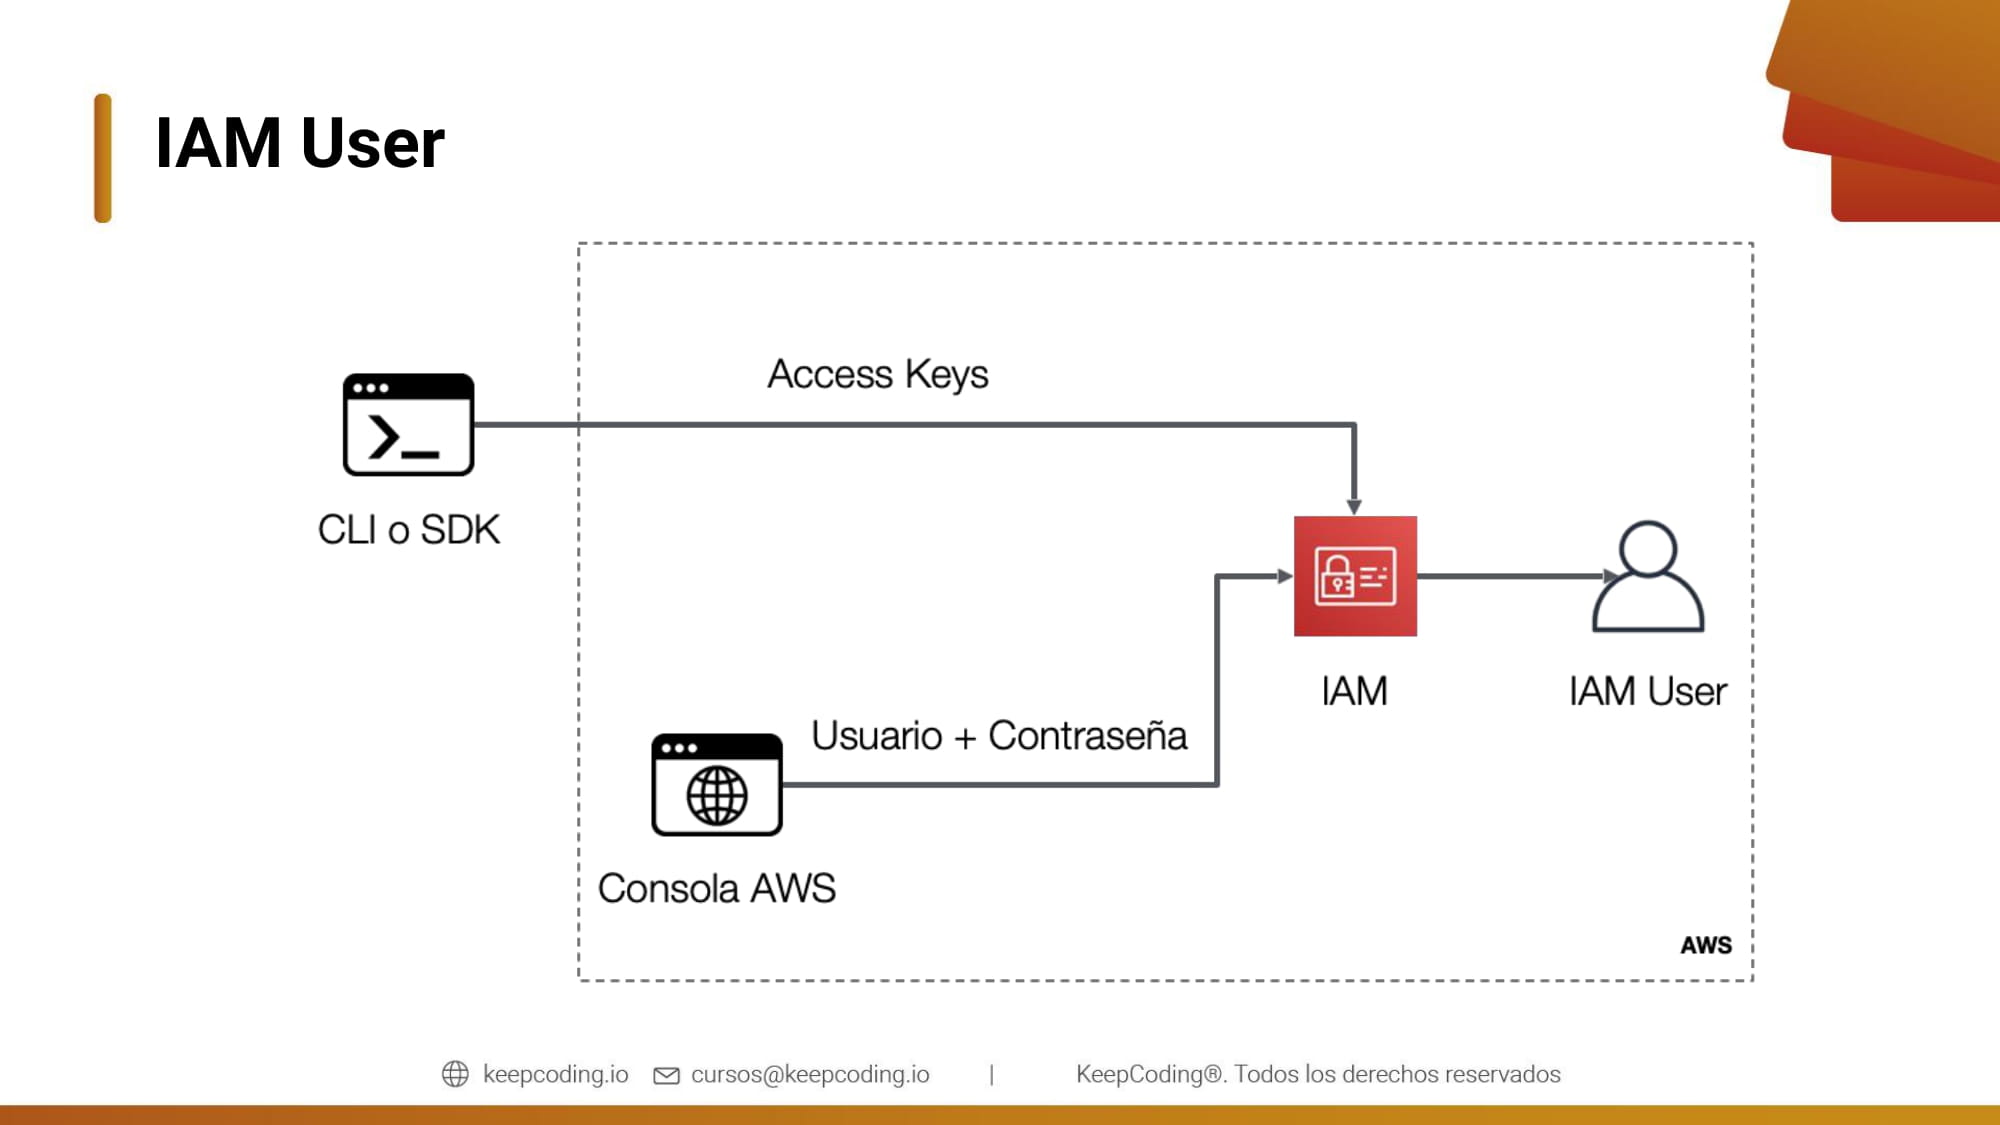 IAM User
Access Keys
CLI o SDK
IAM
IAM User
Usuario + Contraseña
Consola AWS
AWS
keepcoding.io cursos@keepcoding.io | KeepCoding®. Todos los derechos reservados